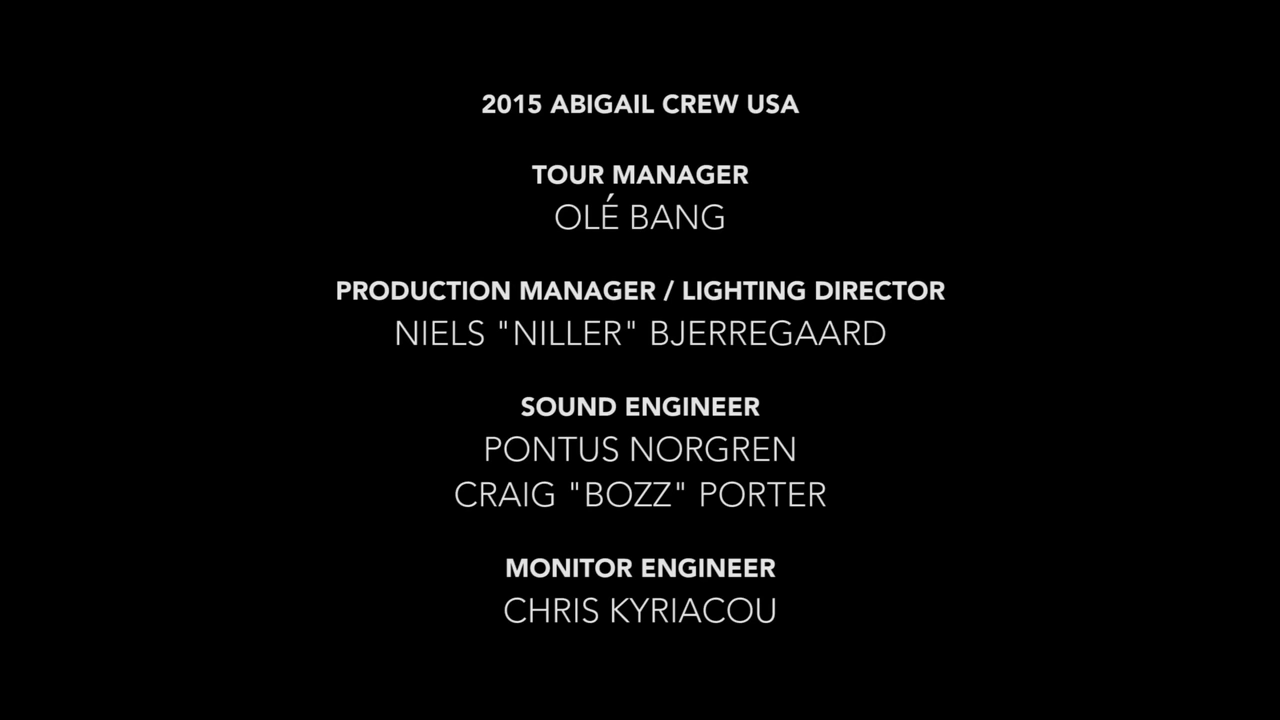 2015 ABIGAIL CREW USA
TOUR MANAGER
OLÉ BANG
PRODUCTION MANAGER / LIGHTING DIRECTOR
NIELS "NILLER" BJERREGAARD
SOUND ENGINEER
PONTUS NORGREN
CRAIG "BOZZ" PORTER
MONITOR ENGINEER
CHRIS KYRIACOU